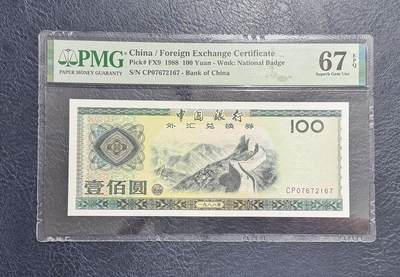 PMG
PAPER MONEY GUARANTY
China / Foreign Exchange Certificate
Pick# FX9 1988 100 Yuan - Wmk: National Badge
S/N CP07672167 - Bank of China
67 EPQ
Superb Gem Unc
中国银行
外汇兑换券
100
壹佰圆
CP07672167
一九八八年